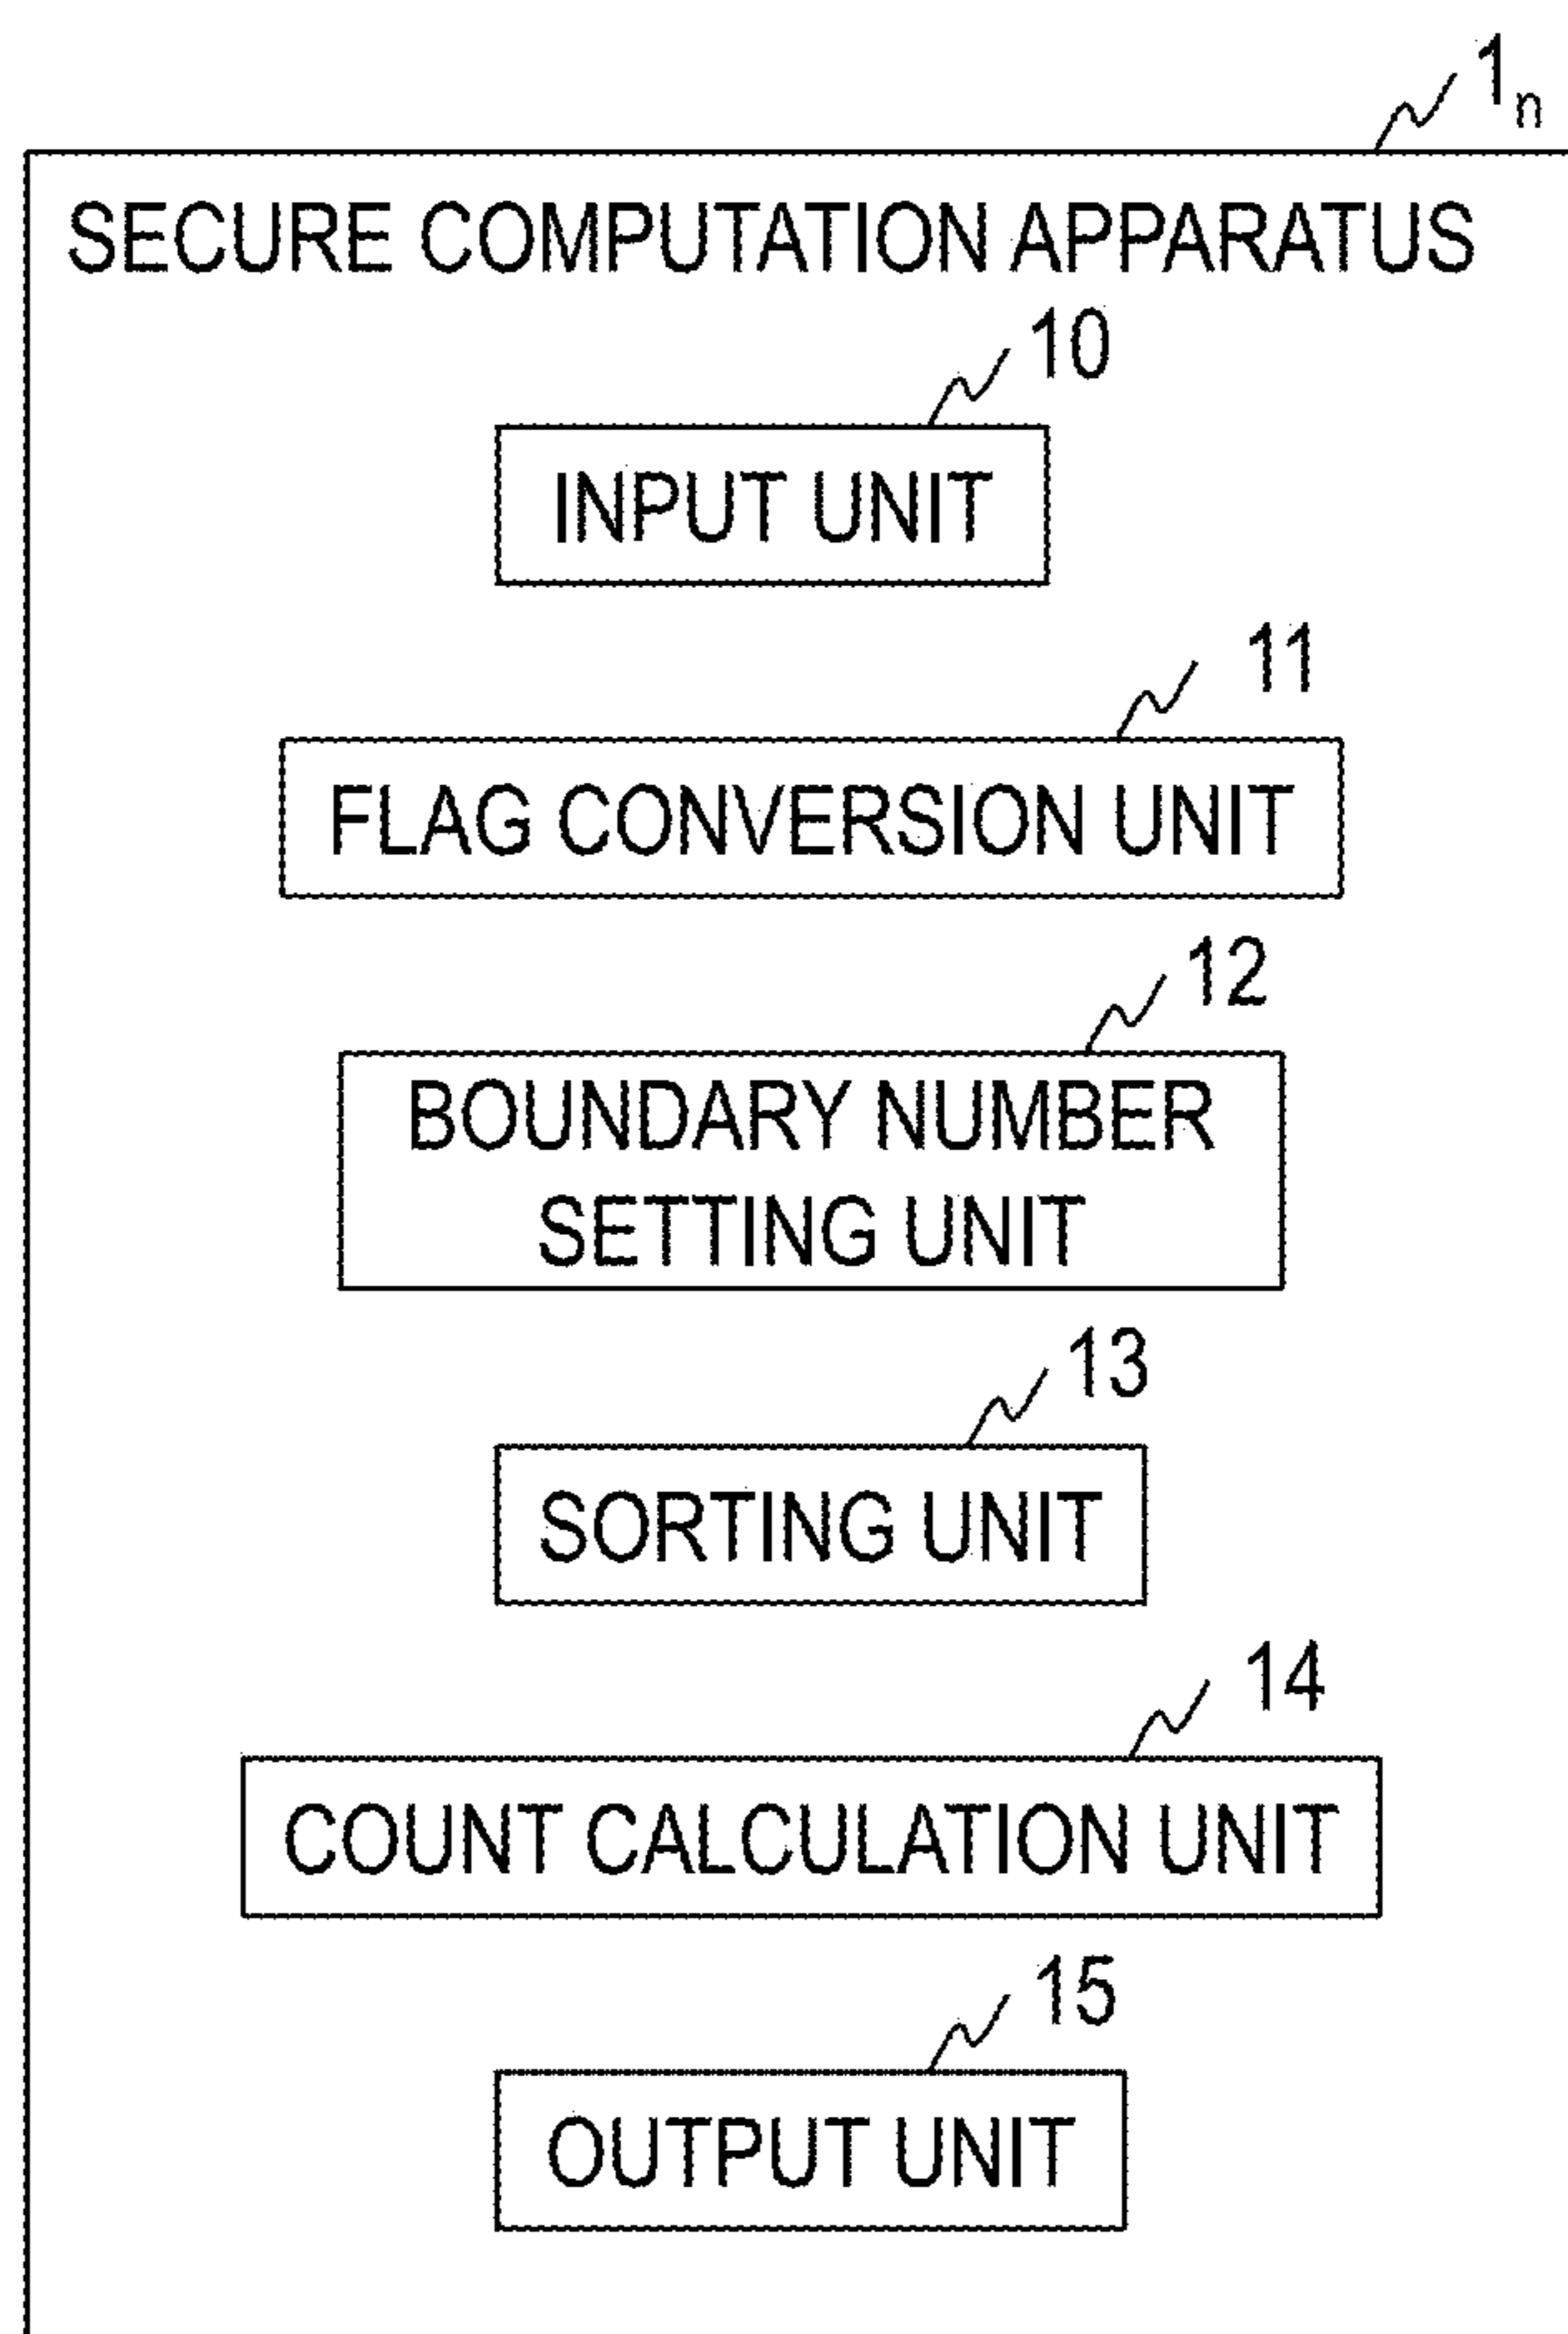 1n
SECURE COMPUTATION APPARATUS
10
INPUT UNIT
11
FLAG CONVERSION UNIT
12
BOUNDARY NUMBER
SETTING UNIT
13
SORTING UNIT
14
COUNT CALCULATION UNIT
15
OUTPUT UNIT